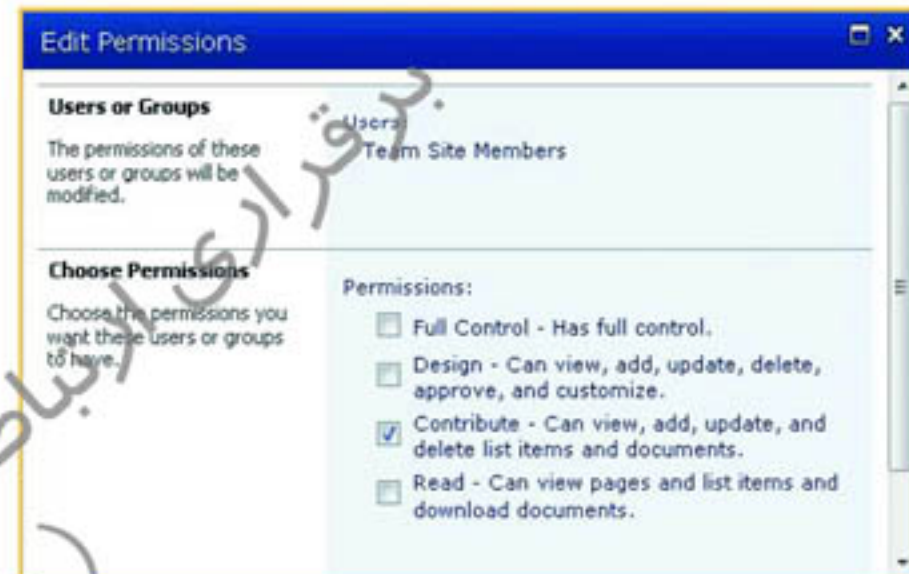 Edit Permissions
Users or Groups
The permissions of these
users or groups will be
modified.
Users:
Team Site Members
Choose Permissions
Choose the permissions you
want these users or groups
to have.
Permissions:
Full Control - Has full control.
Design - Can view, add, update, delete,
approve, and customize.
Contribute - Can view, add, update, and
delete list items and documents.
Read - Can view pages and list items and
download documents.
برقراری ارتباط